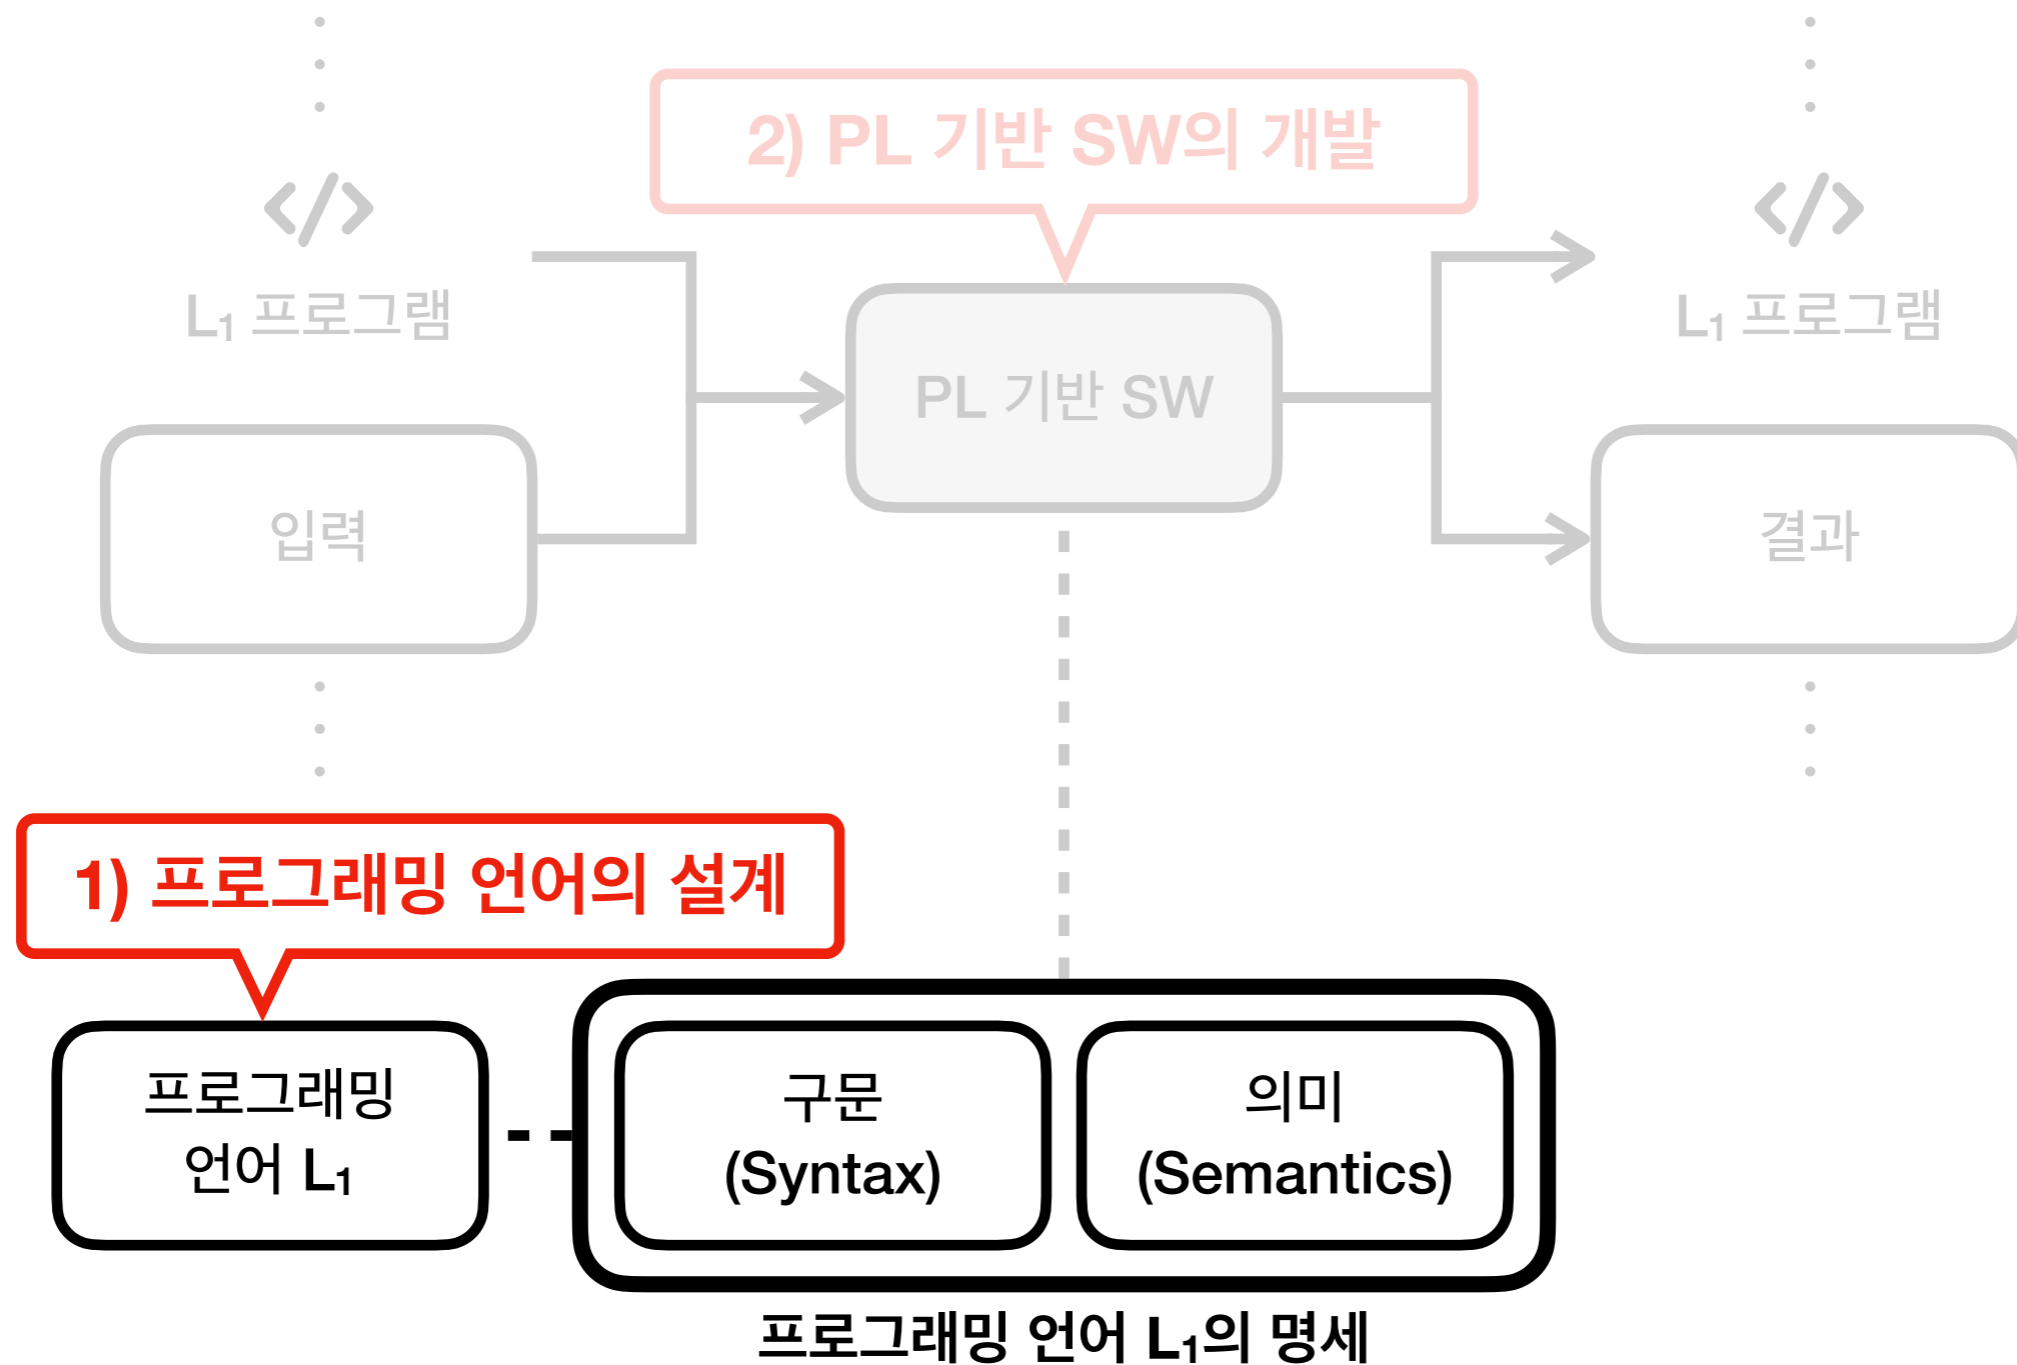 2) PL 기반 SW의 개발
</>
L₁ 프로그램
</>
L₁ 프로그램
PL 기반 SW
입력
결과
1) 프로그래밍 언어의 설계
프로그래밍
언어 L₁
구문
(Syntax)
의미
(Semantics)
프로그래밍 언어 L₁의 명세